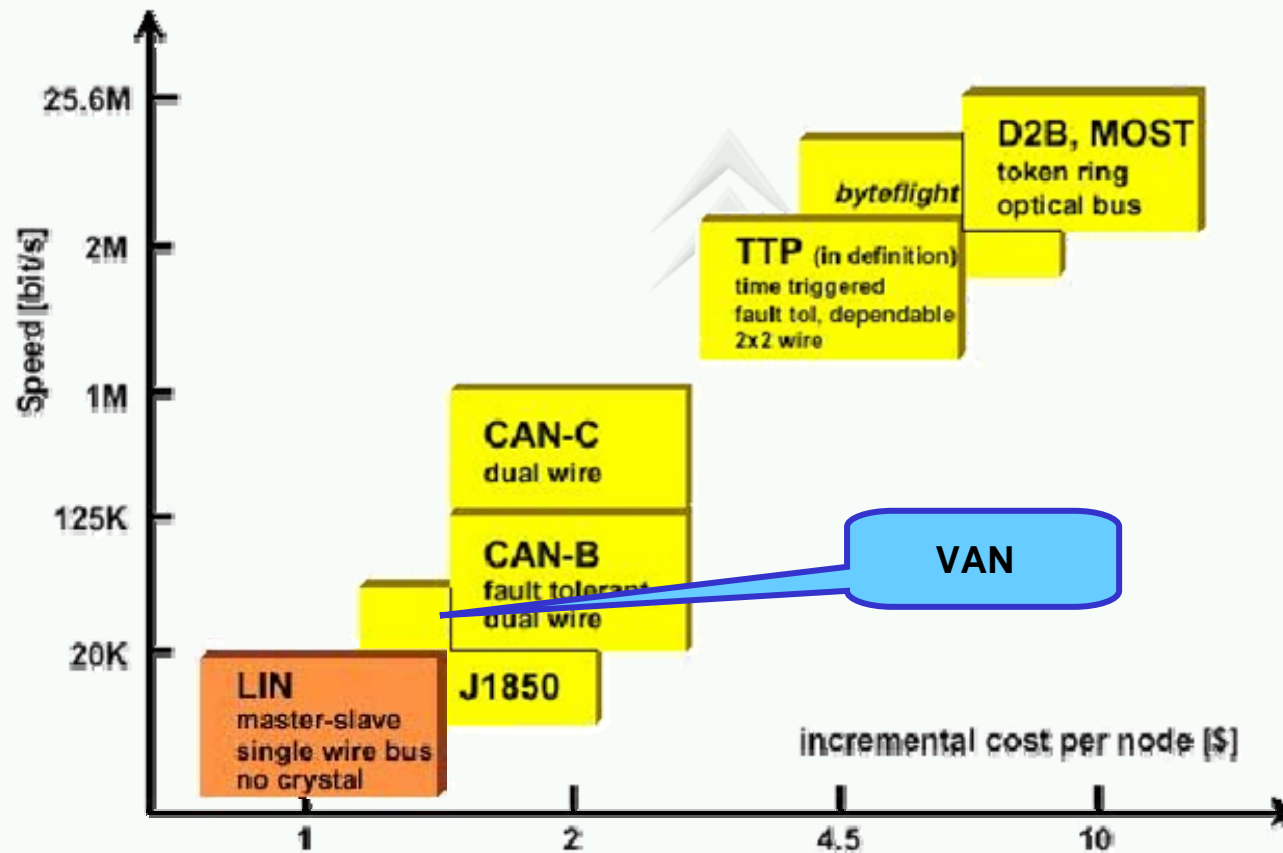 25.6M
2M
1M
125K
20K
Speed [bit/s]
D2B, MOST
token ring
optical bus
byteflight
TTP (in definition)
time triggered
fault tol, dependable
2x2 wire
CAN-C
dual wire
CAN-B
fault tolerant
dual wire
VAN
LIN
master-slave
single wire bus
no crystal
J1850
incremental cost per node [$]
1
2
4.5
10